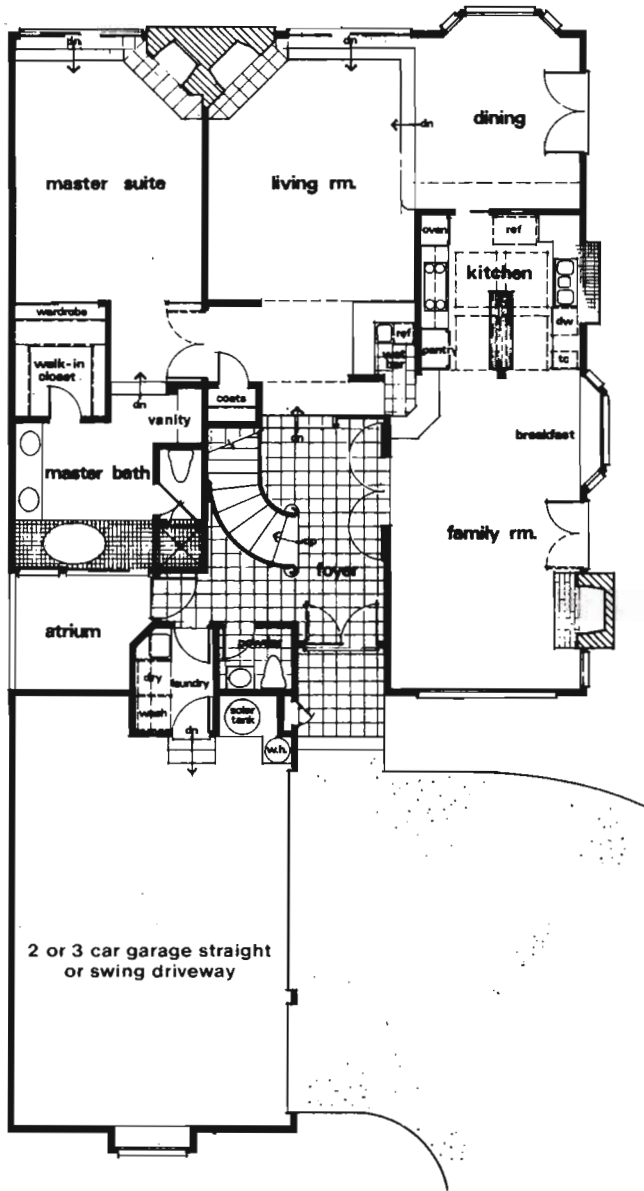 dn
dn
dining
dn
master suite
living rm.
oven
ref
kitchen
wardrobe
dw
ref
wet
bar
pantry
tc
walk-in
closet
coats
dn
vanity
dn
breakfast
master bath
family rm.
up
foyer
atrium
powder
dry
laundry
wash
solar
tank
dn
w.h.
2 or 3 car garage straight
or swing driveway